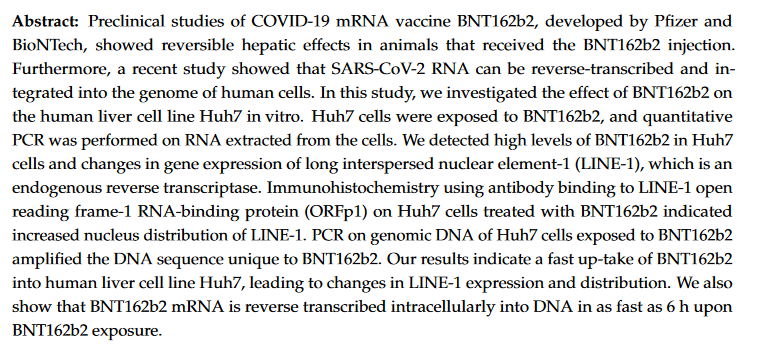 Abstract: Preclinical studies of COVID-19 mRNA vaccine BNT162b2, developed by Pfizer and
BioNTech, showed reversible hepatic effects in animals that received the BNT162b2 injection.
Furthermore, a recent study showed that SARS-CoV-2 RNA can be reverse-transcribed and in-
tegrated into the genome of human cells. In this study, we investigated the effect of BNT162b2 on
the human liver cell line Huh7 in vitro. Huh7 cells were exposed to BNT162b2, and quantitative
PCR was performed on RNA extracted from the cells. We detected high levels of BNT162b2 in Huh7
cells and changes in gene expression of long interspersed nuclear element-1 (LINE-1), which is an
endogenous reverse transcriptase. Immunohistochemistry using antibody binding to LINE-1 open
reading frame-1 RNA-binding protein (ORFp1) on Huh7 cells treated with BNT162b2 indicated
increased nucleus distribution of LINE-1. PCR on genomic DNA of Huh7 cells exposed to BNT162b2
amplified the DNA sequence unique to BNT162b2. Our results indicate a fast up-take of BNT162b2
into human liver cell line Huh7, leading to changes in LINE-1 expression and distribution. We also
show that BNT162b2 mRNA is reverse transcribed intracellularly into DNA in as fast as 6 h upon
BNT162b2 exposure.